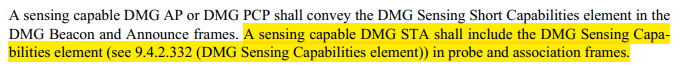 A sensing capable DMG AP or DMG PCP shall convey the DMG Sensing Short Capabilities element in the
DMG Beacon and Announce frames. A sensing capable DMG STA shall include the DMG Sensing Capa-
bilities element (see 9.4.2.332 (DMG Sensing Capabilities element)) in probe and association frames.